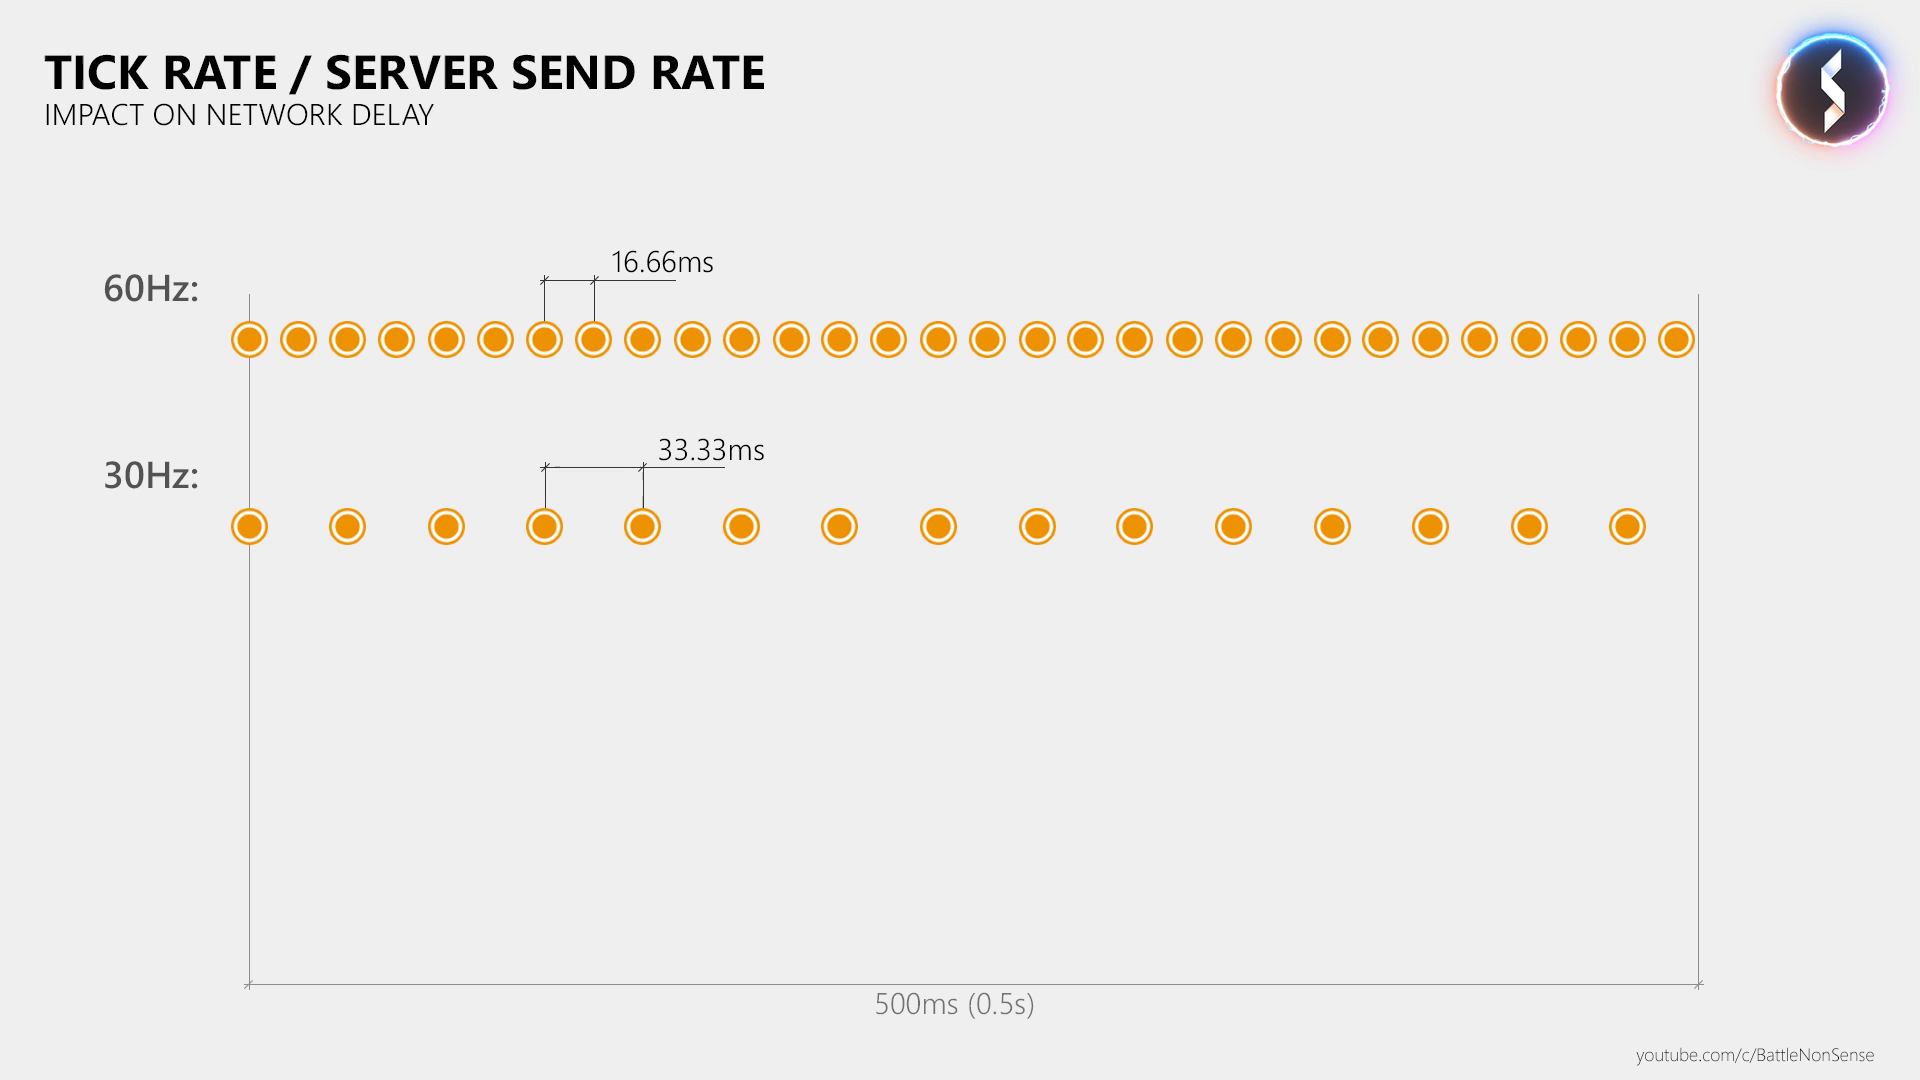 TICK RATE / SERVER SEND RATE
IMPACT ON NETWORK DELAY
16.66ms
60Hz:
33.33ms
30Hz:
500ms (0.5s)
youtube.com/c/BattleNonSense